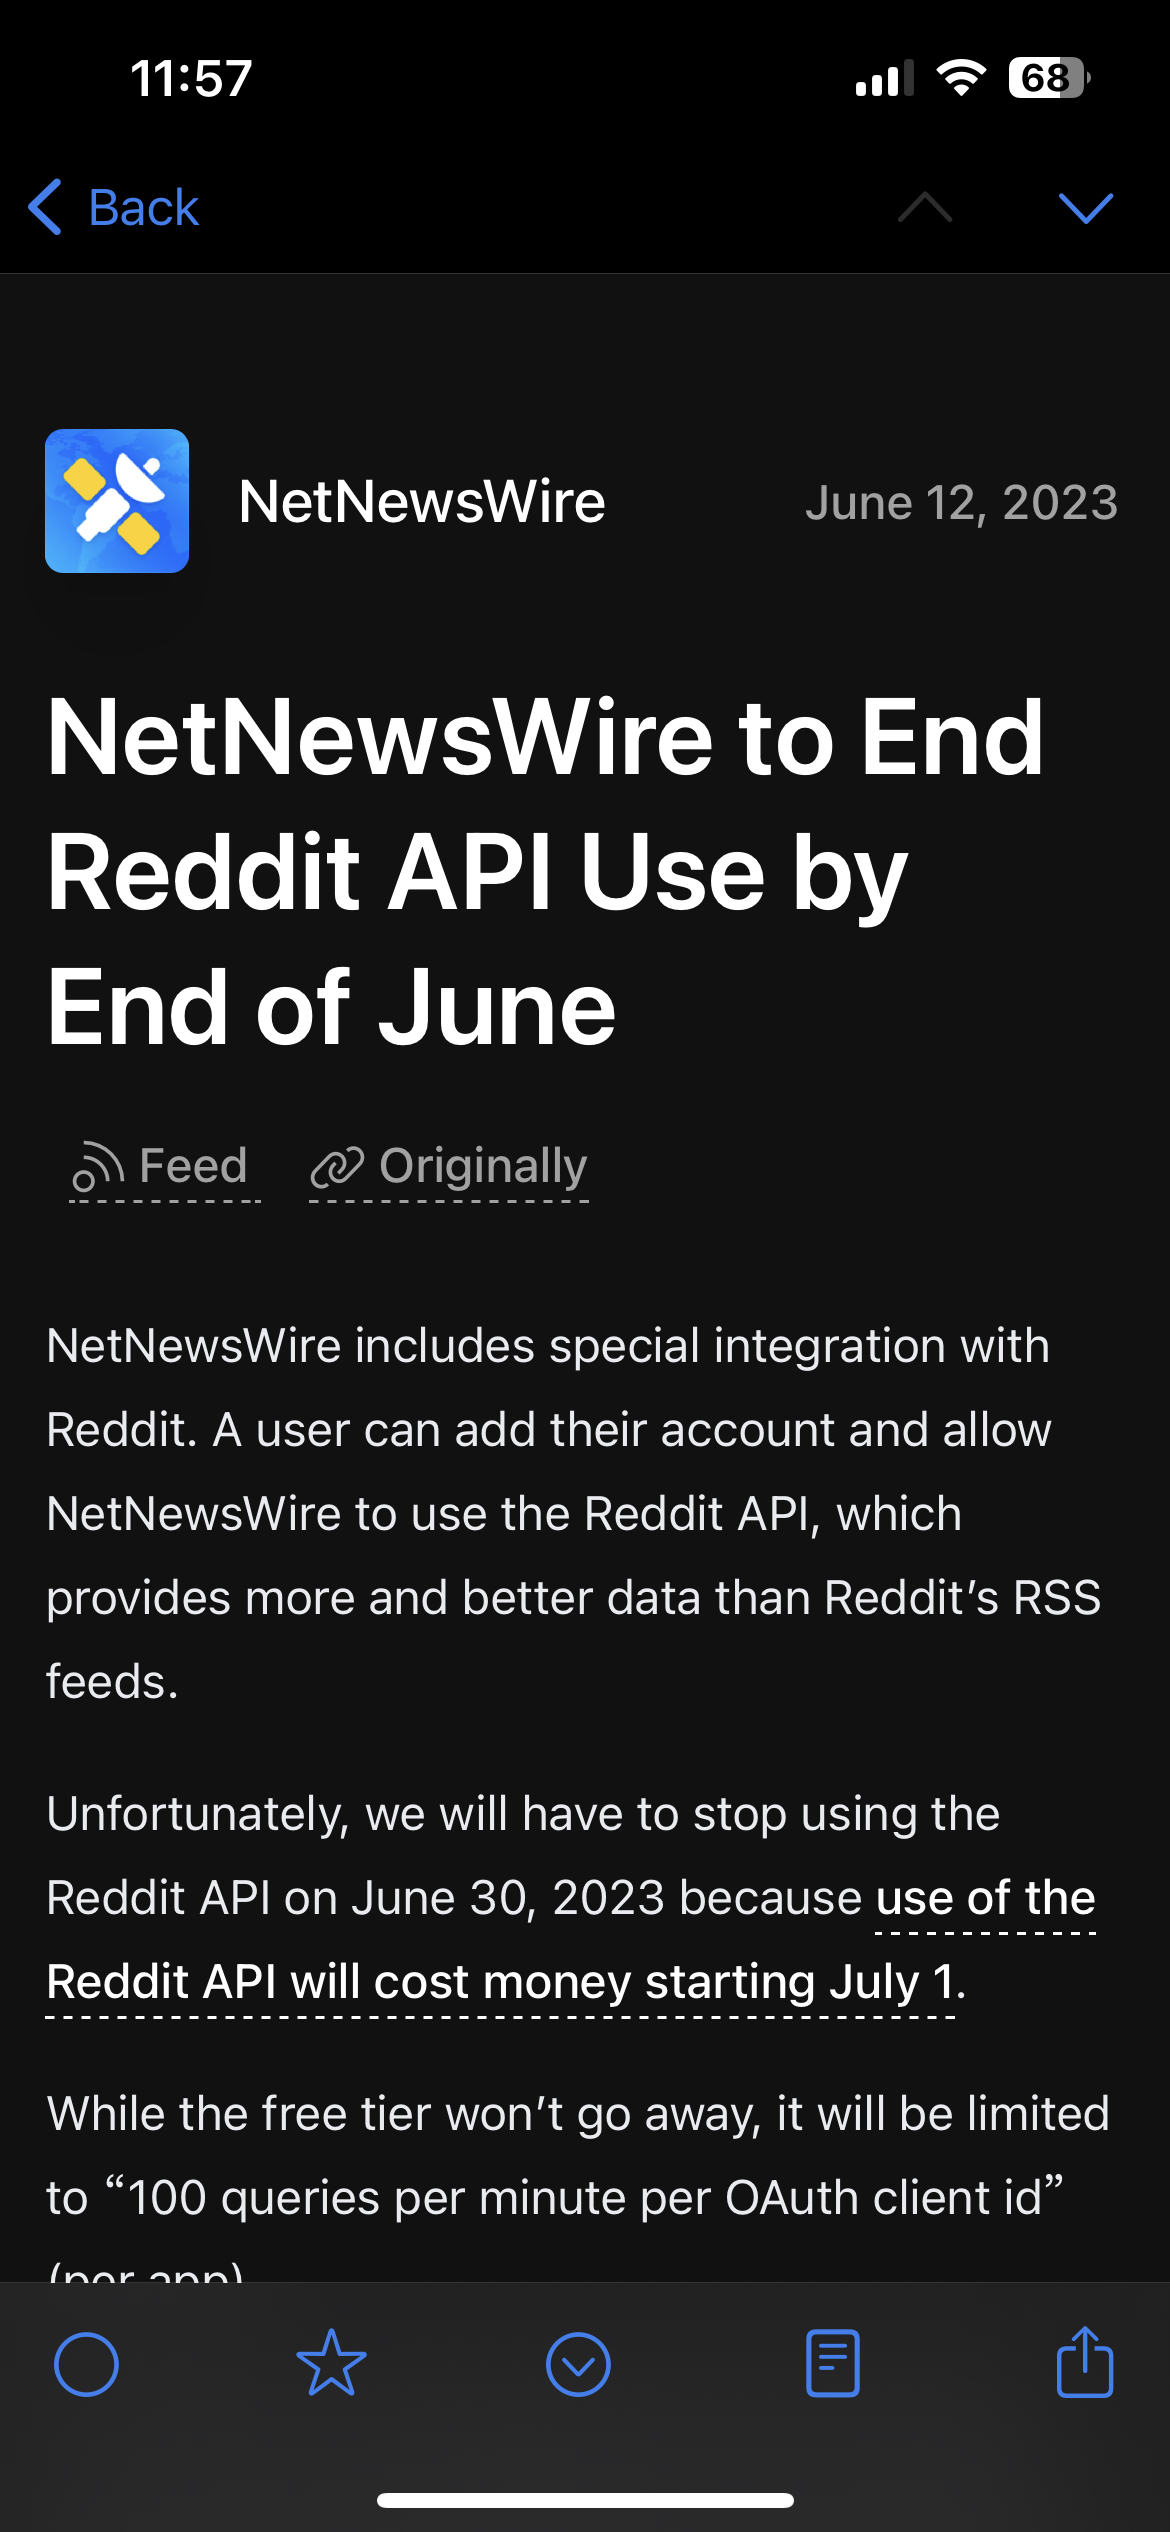 11:57
68
Back
NetNewsWire
June 12, 2023
NetNewsWire to End
Reddit API Use by
End of June
Feed
Originally
NetNewsWire includes special integration with
Reddit. A user can add their account and allow
NetNewsWire to use the Reddit API, which
provides more and better data than Reddit’s RSS
feeds.
Unfortunately, we will have to stop using the
Reddit API on June 30, 2023 because use of the
Reddit API will cost money starting July 1.
While the free tier won’t go away, it will be limited
to “100 queries per minute per OAuth client id”
(per app)